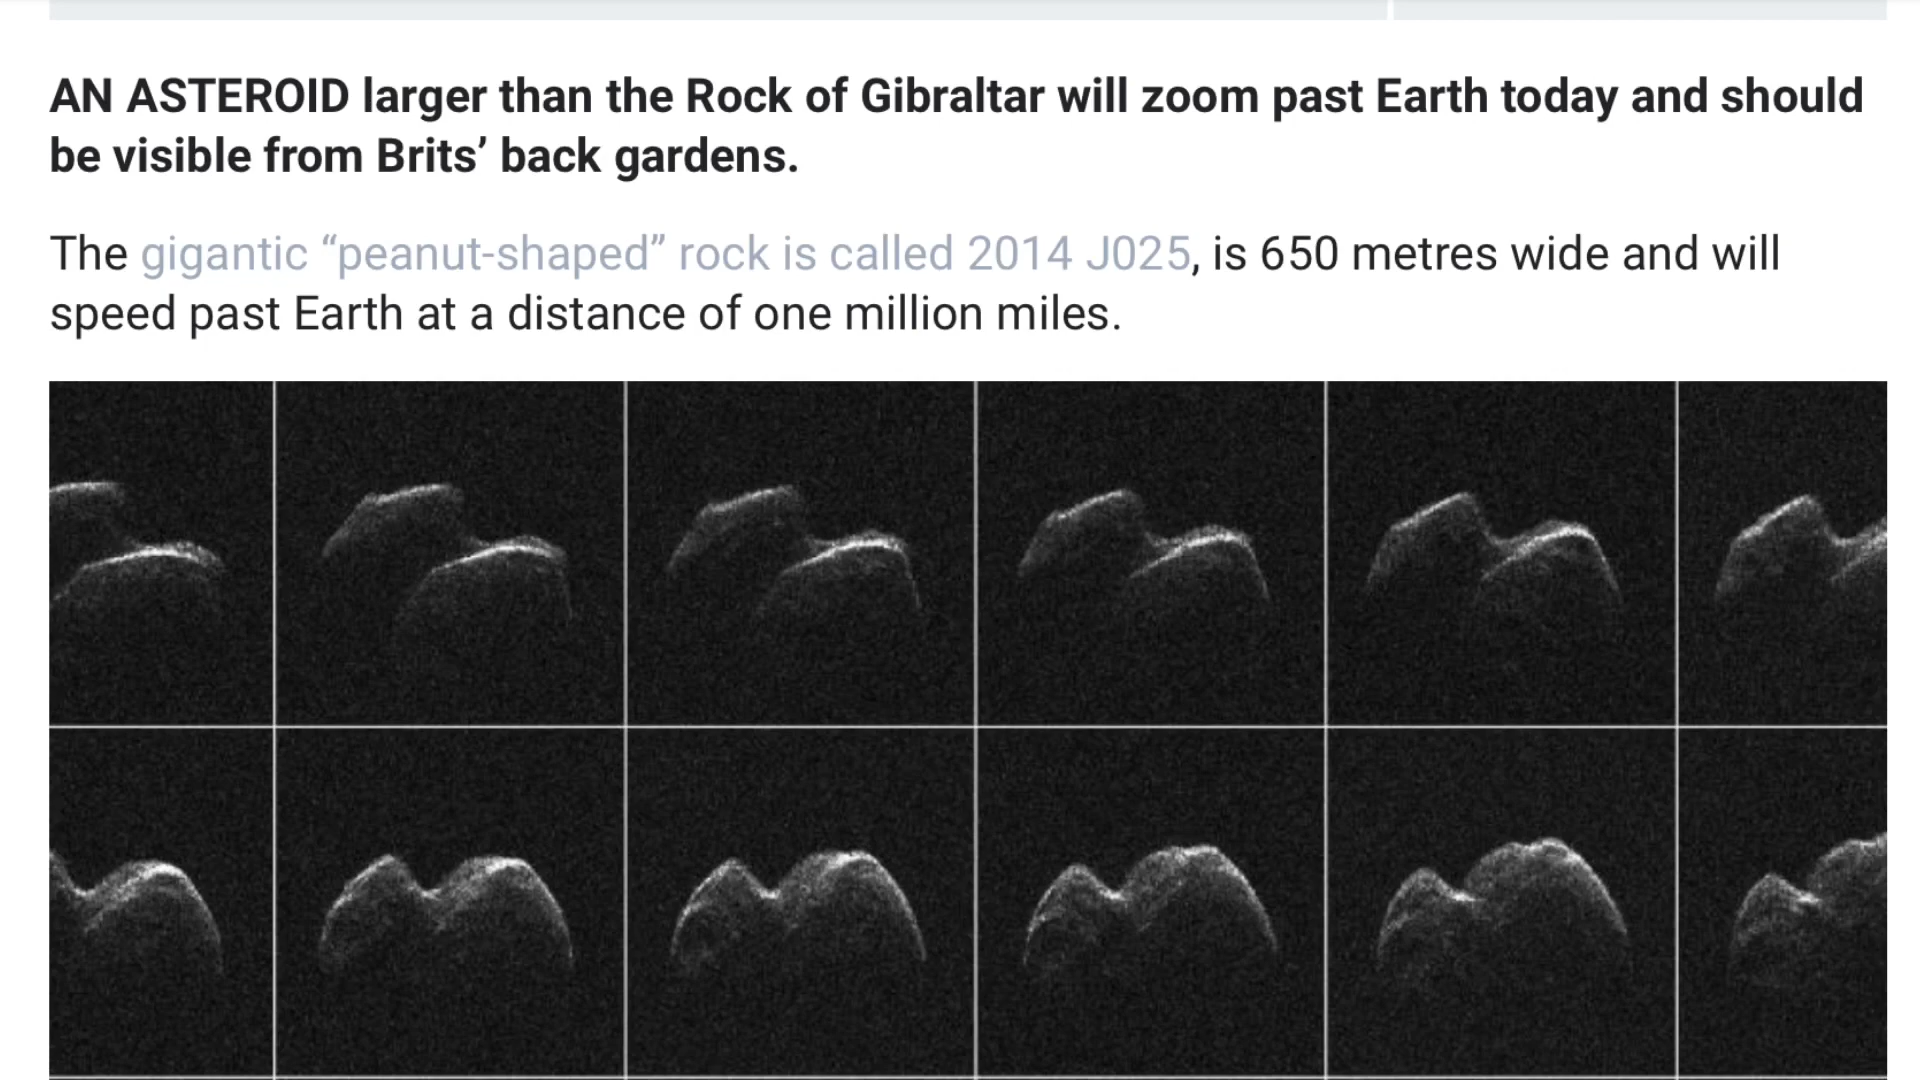 AN ASTEROID larger than the Rock of Gibraltar will zoom past Earth today and should
be visible from Brits’ back gardens.
The gigantic “peanut-shaped” rock is called 2014 J025, is 650 metres wide and will
speed past Earth at a distance of one million miles.